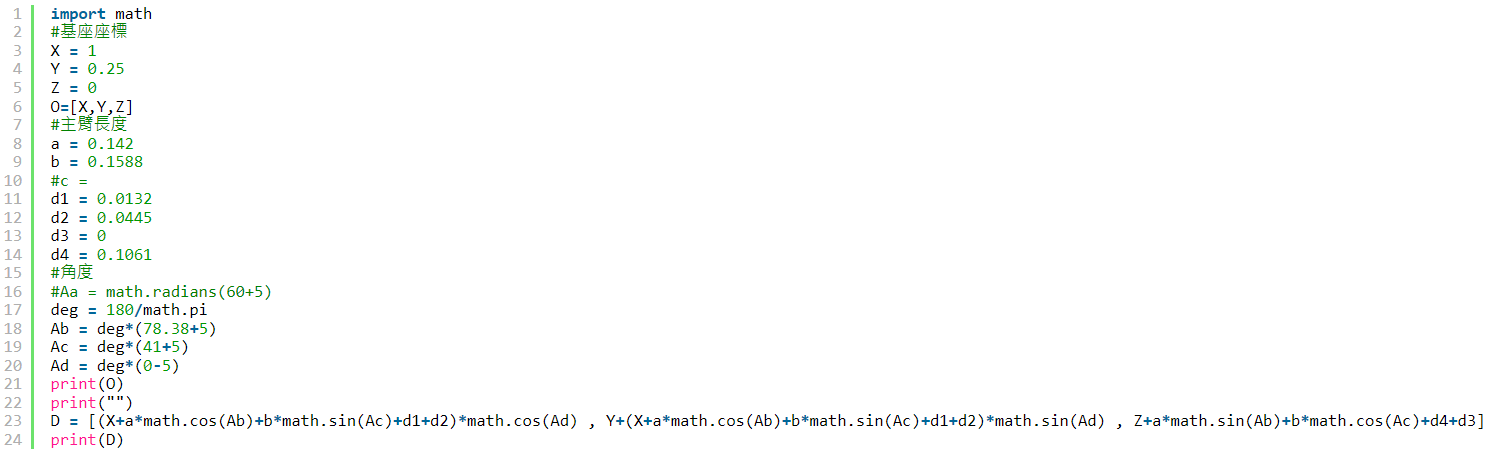 1 import math
2 #基座座標
3 X = 1
4 Y = 0.25
5 Z = 0
6 O=[X,Y,Z]
7 #主臂長度
8 a = 0.142
9 b = 0.1588
10 #c =
11 d1 = 0.0132
12 d2 = 0.0445
13 d3 = 0
14 d4 = 0.1061
15 #角度
16 #Aa = math.radians(60+5)
17 deg = 180/math.pi
18 Ab = deg*(78.38+5)
19 Ac = deg*(41+5)
20 Ad = deg*(0-5)
21 print(O)
22 print("")
23 D = [(X+a*math.cos(Ab)+b*math.sin(Ac)+d1+d2)*math.cos(Ad) , Y+(X+a*math.cos(Ab)+b*math.sin(Ac)+d1+d2)*math.sin(Ad) , Z+a*math.sin(Ab)+b*math.cos(Ac)+d4+d3]
24 print(D)